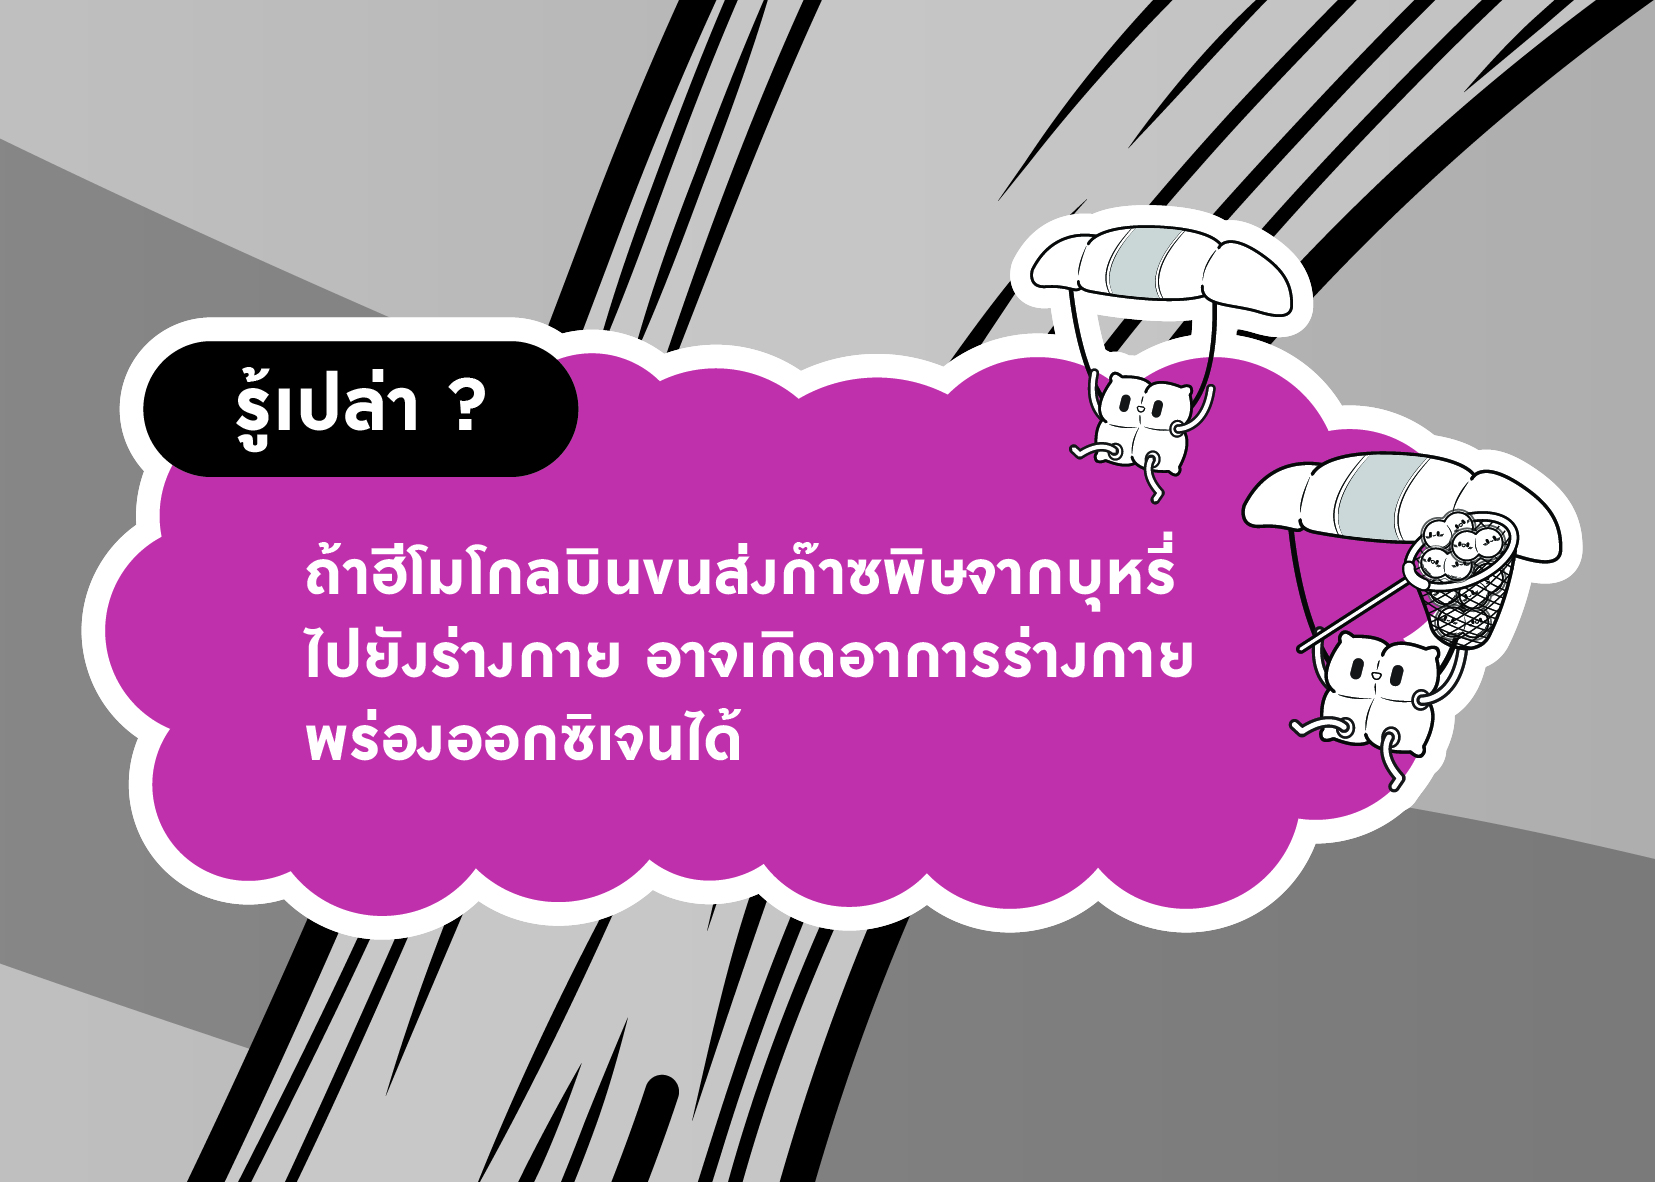 รู้เปล่า ?
ถ้าฮีโมโกลบินขนส่งก๊าซพิษจากบุหรี่
ไปยังร่างกาย อาจเกิดอาการร่างกาย
พร่องออกซิเจนได้